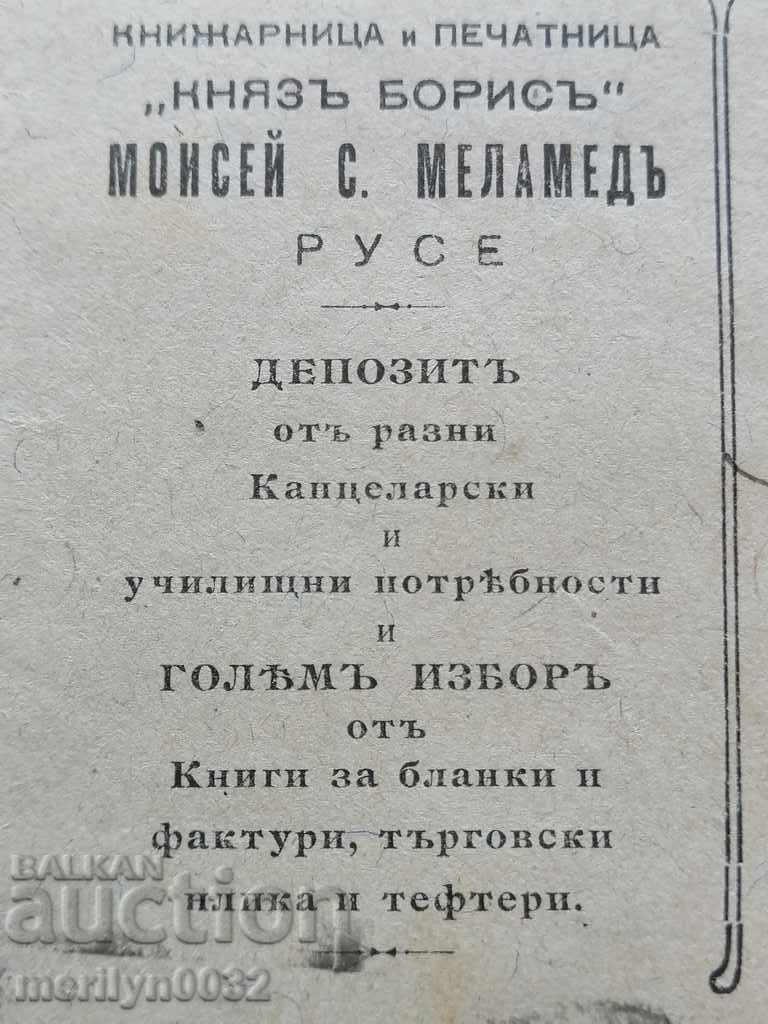 КНИЖАРНИЦА и ПЕЧАТНИЦА
„КНЯЗЪ БОРИСЪ“
МОИСЕЙ С. МЕЛАМЕДЪ
РУСЕ
ДЕПОЗИТЪ
отъ разни
Канцеларски
и
училищни потрѣбности
и
ГОЛѢМЪ ИЗБОРЪ
отъ
Книги за бланки и
фактури, търговски
плика и тефтери.
BALKAN
auction
merilyn0032